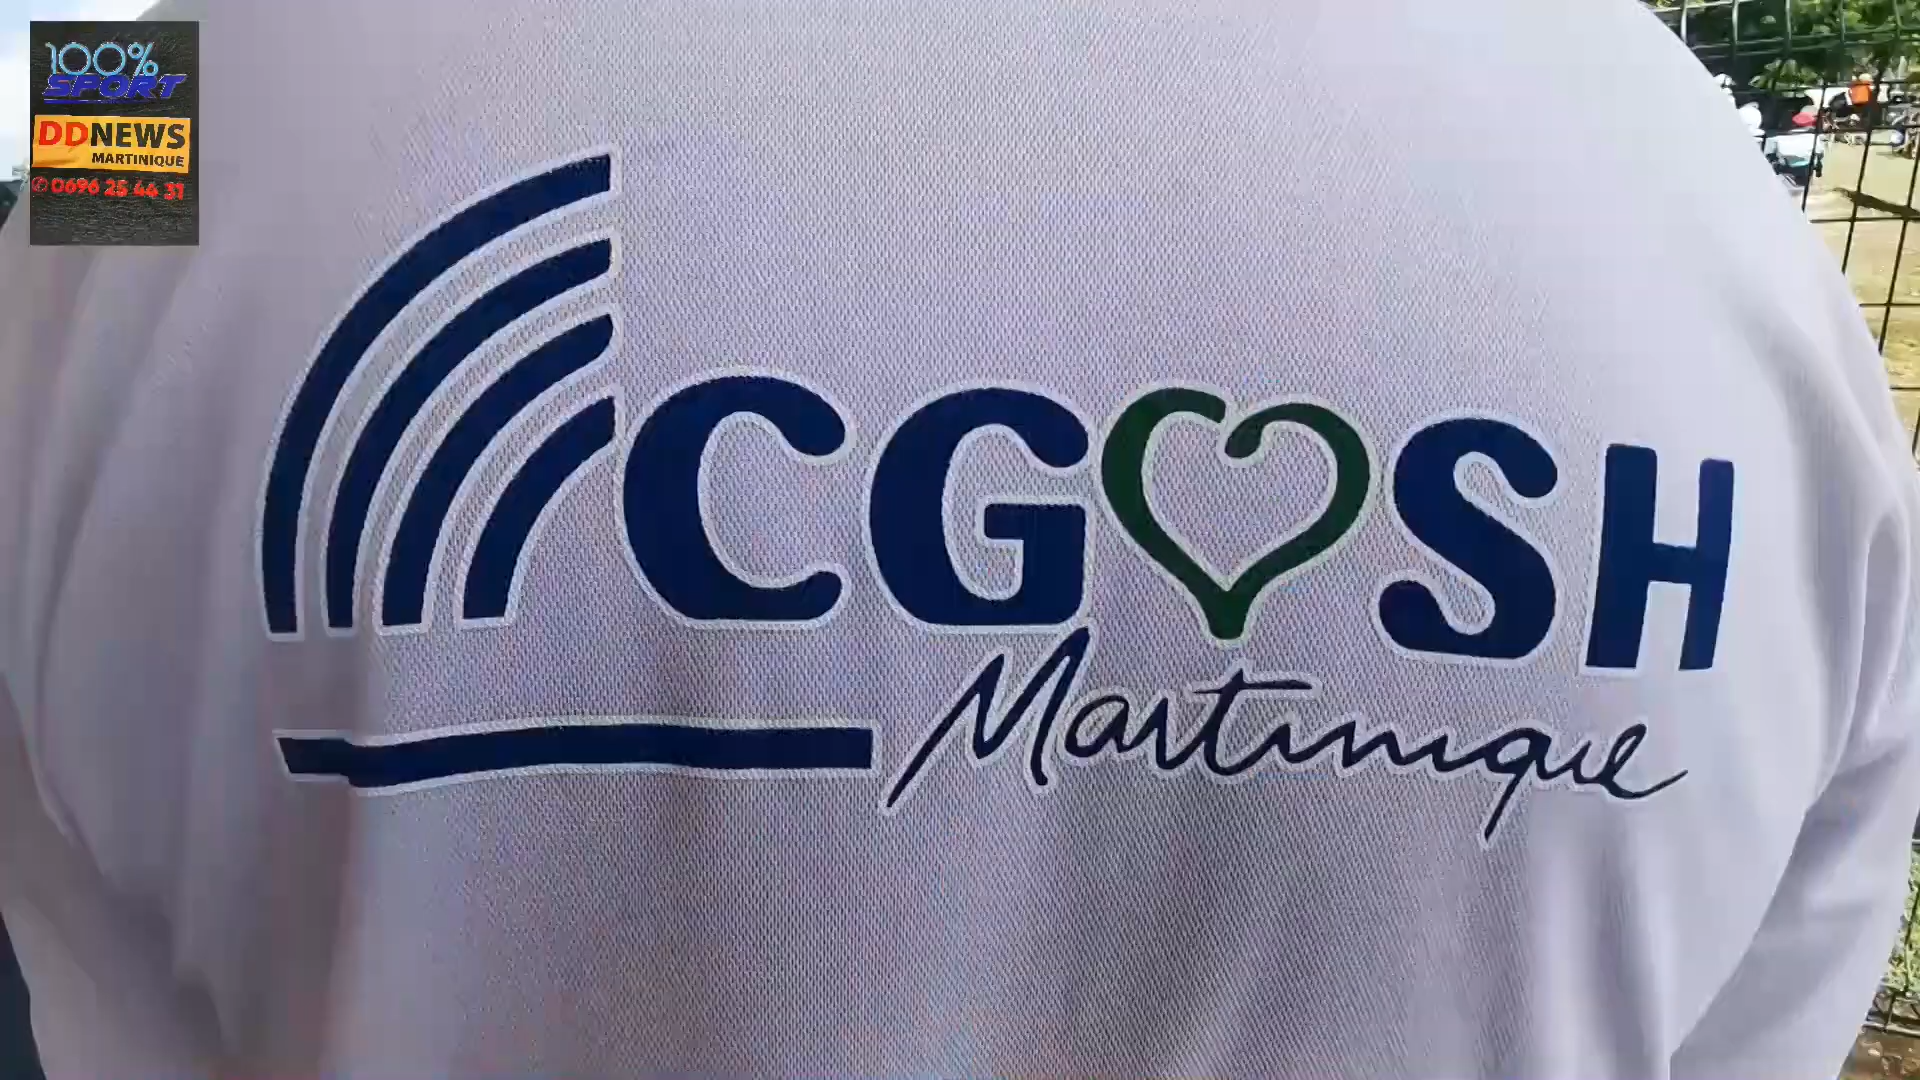 100%
SPORT
DDNEWS
MARTINIQUE
✆ 0696 25 44 31
CGOSH
Martinique